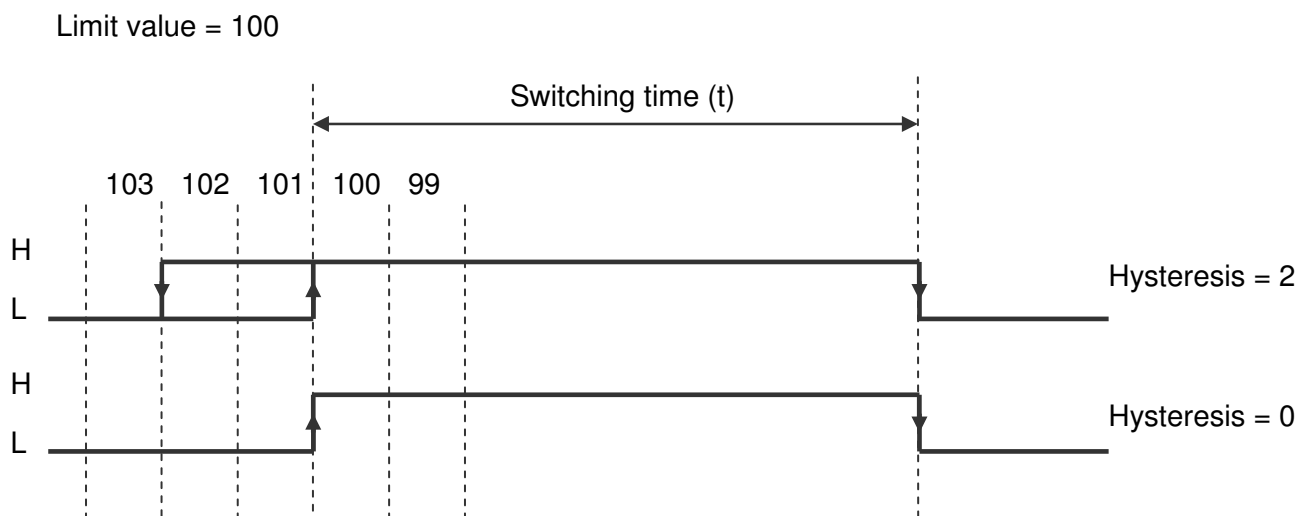 Limit value = 100
Switching time (t)
103 102 101 100 99
H
Hysteresis = 2
L
H
Hysteresis = 0
L